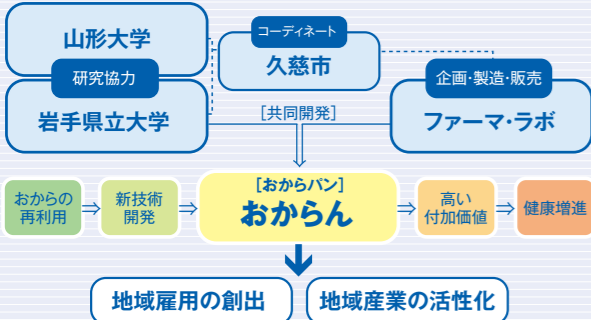 山形大学
コーディネート
久慈市
研究協力
企画・製造・販売
岩手県立大学
[共同開発]
ファーマ・ラボ
おからの
再利用
新技術
開発
[おからパン]
おからん
高い
付加価値
健康増進
地域雇用の創出
地域産業の活性化